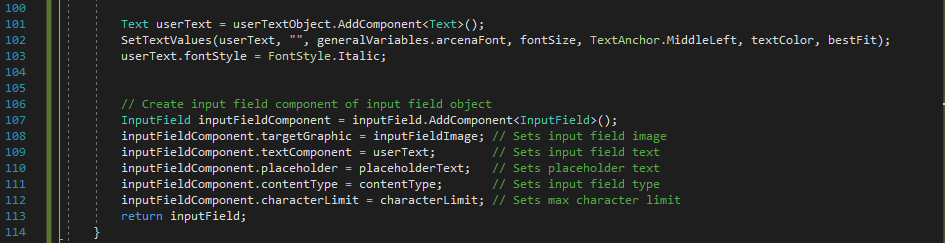 100
101 Text userText = userTextObject.AddComponent<Text>();
102 SetTextValues(userText, "", generalVariables.arcenaFont, fontSize, TextAnchor.MiddleLeft, textColor, bestFit);
103 userText.fontStyle = FontStyle.Italic;
104
105
106 // Create input field component of input field object
107 InputField inputFieldComponent = inputField.AddComponent<InputField>();
108 inputFieldComponent.targetGraphic = inputFieldImage; // Sets input field image
109 inputFieldComponent.textComponent = userText; // Sets input field text
110 inputFieldComponent.placeholder = placeholderText; // Sets placeholder text
111 inputFieldComponent.contentType = contentType; // Sets input field type
112 inputFieldComponent.characterLimit = characterLimit; // Sets max character limit
113 return inputField;
114 }